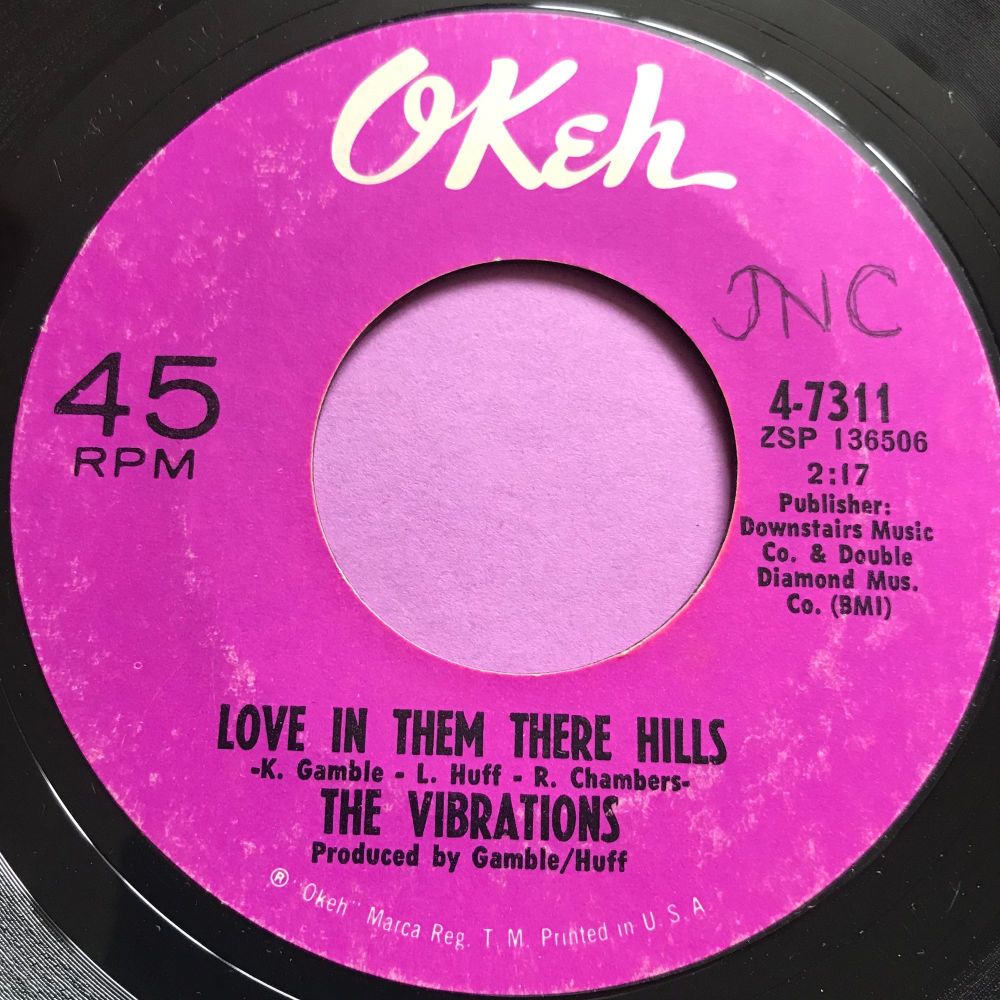 OKeh
JNC
45
RPM
4-7311
ZSP 136506
2:17
Publisher:
Downstairs Music
Co. & Double
Diamond Mus.
Co. (BMI)
LOVE IN THEM THERE HILLS
-K. Gamble - L. Huff - R. Chambers-
THE VIBRATIONS
Produced by Gamble/Huff
® "Okeh" Marca Reg. T M. Printed in U. S. A